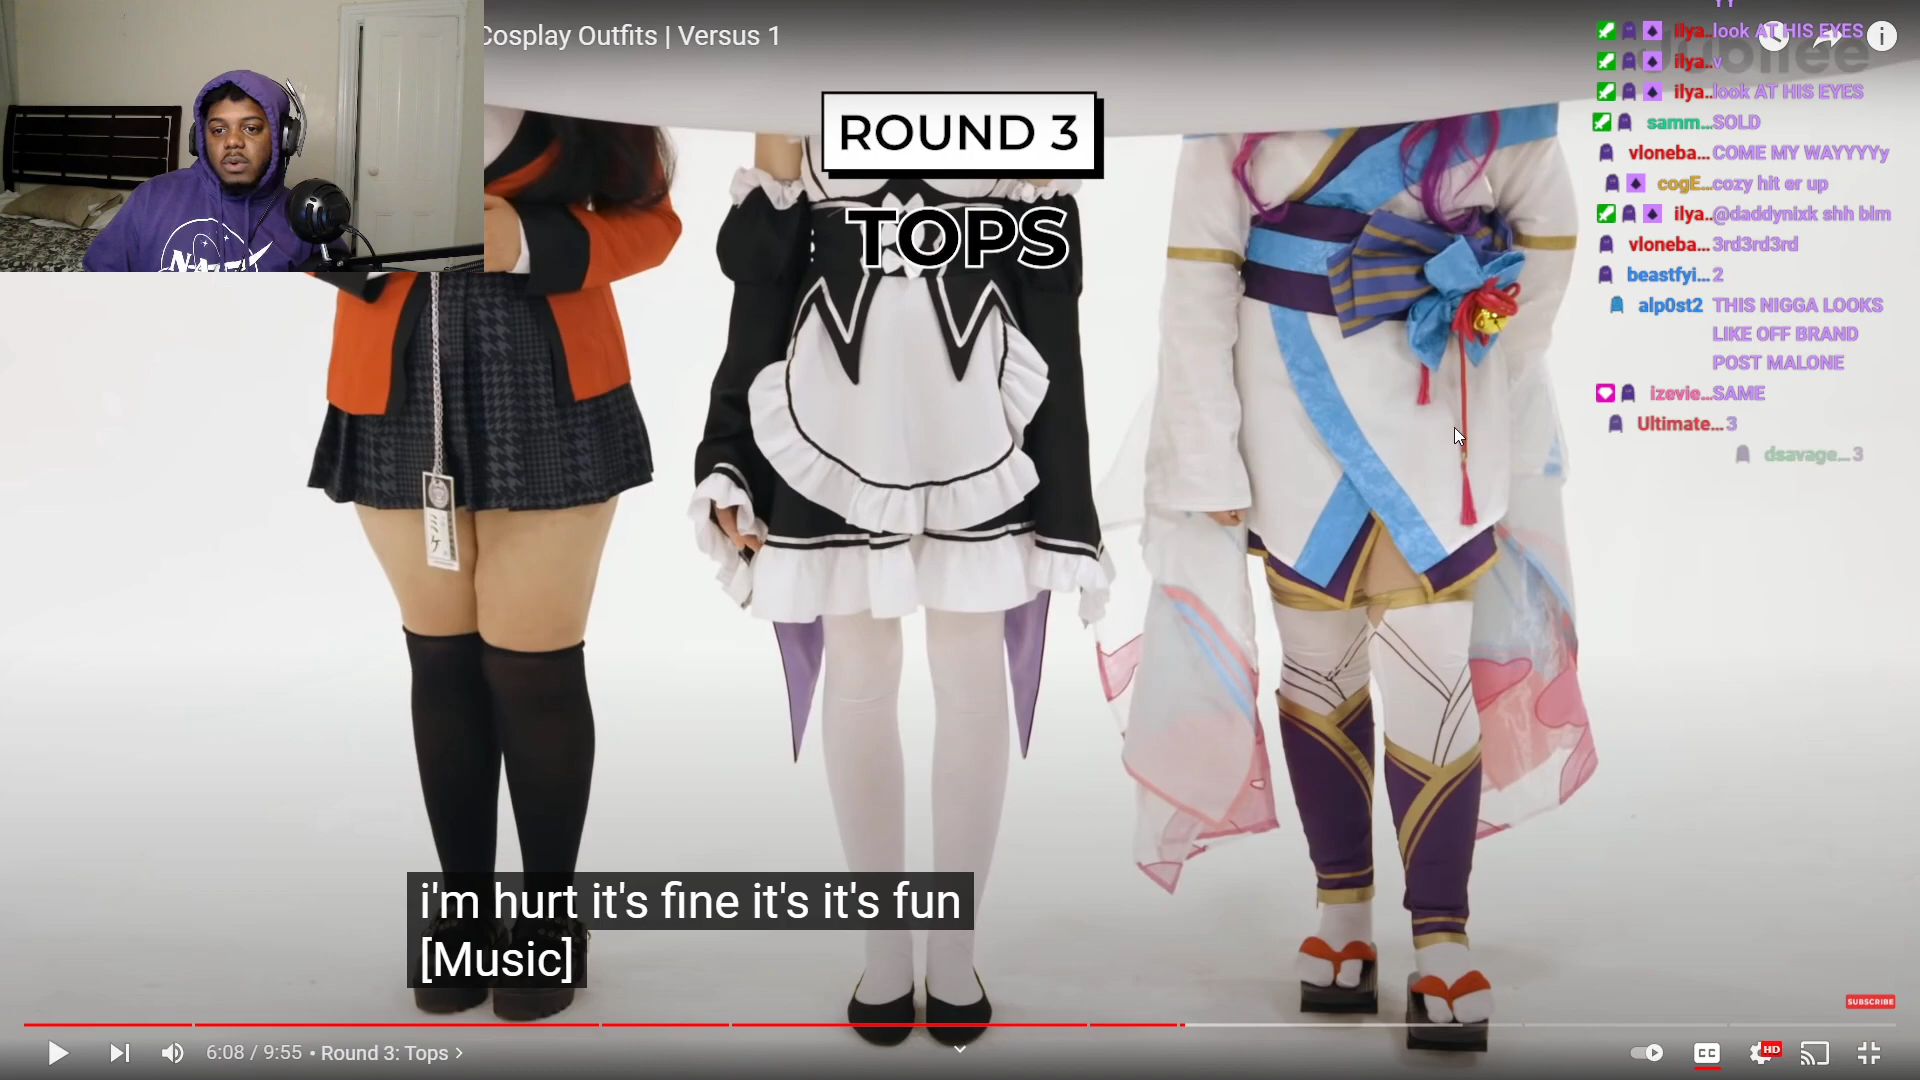 Cosplay Outfits | Versus 1
ROUND 3
TOPS
NASA
ilya..look AT HIS EYES
ilya..v
ilya..look AT HIS EYES
samm...SOLD
vloneba...COME MY WAYYYYy
cogE...cozy hit er up
ilya..@daddynixk shh blm
vloneba...3rd3rd3rd
beastfyi...2
alp0st2 THIS NIGGA LOOKS
LIKE OFF BRAND
POST MALONE
izevie...SAME
Ultimate...3
dsavage...3
i'm hurt it's fine it's it's fun
[Music]
SUBSCRIBE
6:08 / 9:55 • Round 3: Tops >
CC
HD